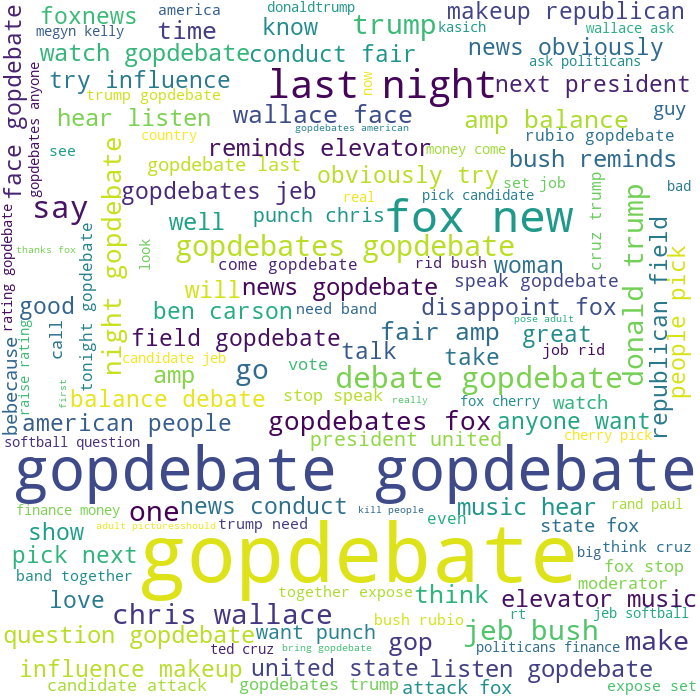 face gopdebate
foxnews
america
donaldtrump
makeup republican
megyn kelly
time
know
trump
kasich
news obviously
wallace ask
gopdebates anyone
watch gopdebate
conduct fair
ask politicians
try influence
last night
now
next president
trump gopdebate
hear listen
wallace face
amp balance
guy
country
gopdebates american
rubio gopdebate
see
night gopdebate
reminds elevator
money come
bush reminds
gopdebate last
obviously try
set job
bad
gopdebates jeb
real
pick candidate
say
well
punch chris
fox new
cruz trump
donald trump
republican field
people pick
rating gopdebate
thanks fox
tonight gopdebate
look
gopdebates gopdebate
come gopdebate
rid bush
woman
will
news gopdebate
speak gopdebate
good
ben carson
need band
disappoint fox
pose adult
bebecause
raise rating
call
field gopdebate
fair amp
great
candidate jeb
talk
take
job rid
amp
go
vote
debate gopdebate
first
balance debate
stop speak
really
fox cherry
watch
american people
gopdebates fox
anyone want
softball question
president united
cherry pick
gopdebate gopdebate
finance money
one
news conduct
kill people
music hear
rand paul
show
adult picturesshould
trump need
even
state fox
pick next
gopdebate
big
think cruz
band together
fox stop
together expose
think
moderator
love
chris wallace
elevator music
bush rubio
rt
jeb softball
question gopdebate
want punch
gop
jeb bush
make
ted cruz
bring gopdebate
politicians finance
influence makeup
united state
listen gopdebate
candidate attack
gopdebates trump
attack fox
expose set